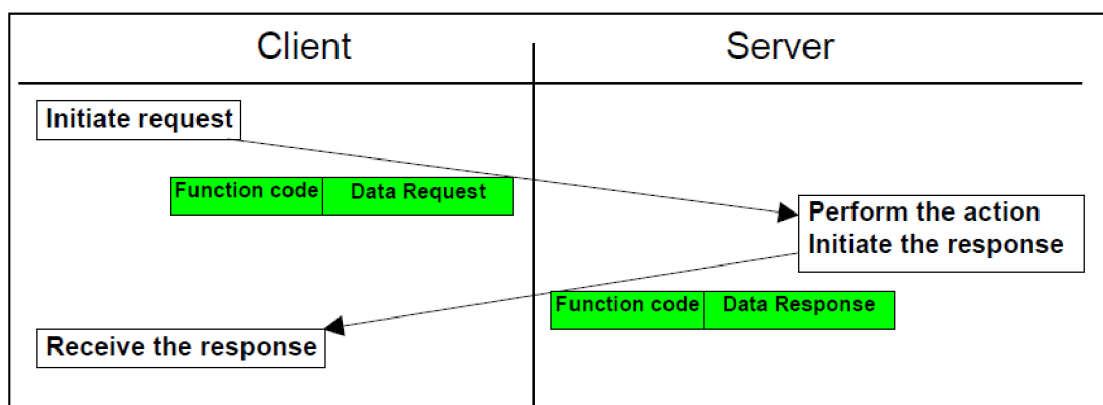 Client
Server
Initiate request
Function code
Data Request
Perform the action
Initiate the response
Function code
Data Response
Receive the response